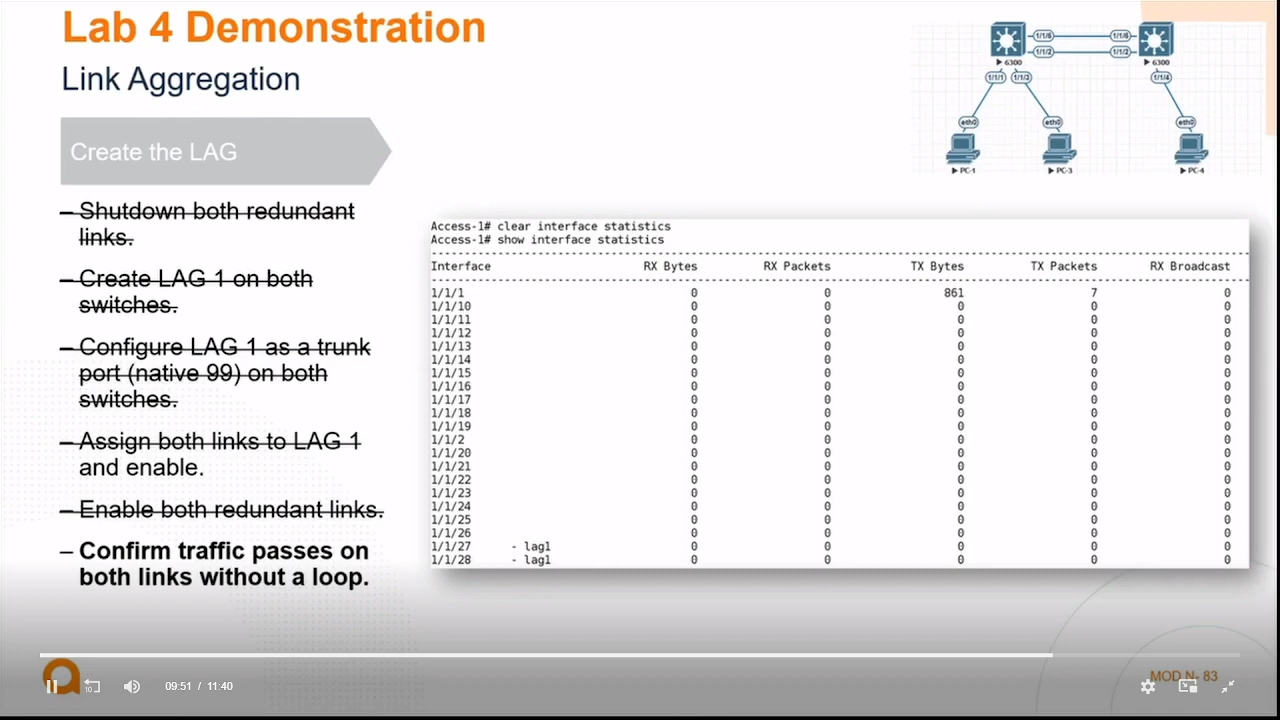 Lab 4 Demonstration
Link Aggregation
1/1/6
1/1/6
1/1/2
1/1/2
6300
6300
1/1/1
1/1/3
1/1/4
eth0
eth0
eth0
PC-1
PC-3
PC-4
Create the LAG
– Shutdown both redundant
links.
– Create LAG 1 on both
switches.
– Configure LAG 1 as a trunk
port (native 99) on both
switches.
– Assign both links to LAG 1
and enable.
– Enable both redundant links.
– Confirm traffic passes on
both links without a loop.
Access-1# clear interface statistics
Access-1# show interface statistics
Interface RX Bytes RX Packets TX Bytes TX Packets RX Broadcast
1/1/1 0 0 861 7 0
1/1/10 0 0 0 0 0
1/1/11 0 0 0 0 0
1/1/12 0 0 0 0 0
1/1/13 0 0 0 0 0
1/1/14 0 0 0 0 0
1/1/15 0 0 0 0 0
1/1/16 0 0 0 0 0
1/1/17 0 0 0 0 0
1/1/18 0 0 0 0 0
1/1/19 0 0 0 0 0
1/1/2 0 0 0 0 0
1/1/20 0 0 0 0 0
1/1/21 0 0 0 0 0
1/1/22 0 0 0 0 0
1/1/23 0 0 0 0 0
1/1/24 0 0 0 0 0
1/1/25 0 0 0 0 0
1/1/26 0 0 0 0 0
1/1/27 - lag1 0 0 0 0 0
1/1/28 - lag1 0 0 0 0 0
10
09:51 / 11:40
MOD N- 83